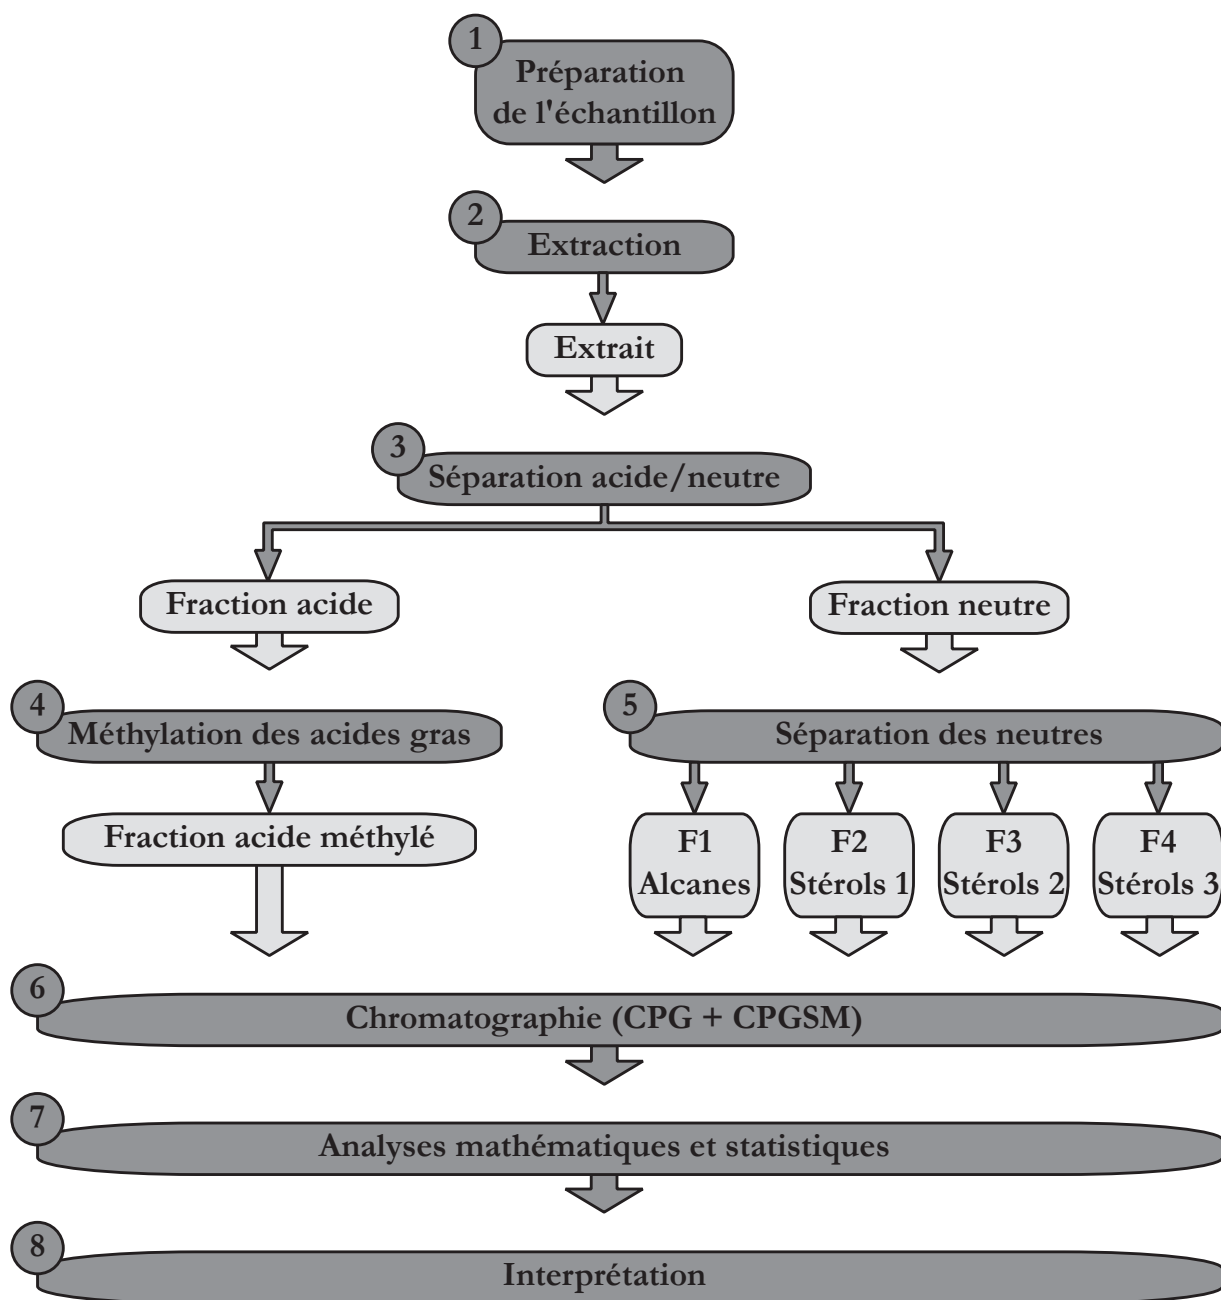 1
Préparation
de l'échantillon
2
Extraction
Extrait
3
Séparation acide/neutre
Fraction acide
Fraction neutre
4
Méthylation des acides gras
5
Séparation des neutres
Fraction acide méthylé
F1
Alcanes
F2
Stérols 1
F3
Stérols 2
F4
Stérols 3
6
Chromatographie (CPG + CPGSM)
7
Analyses mathématiques et statistiques
8
Interprétation